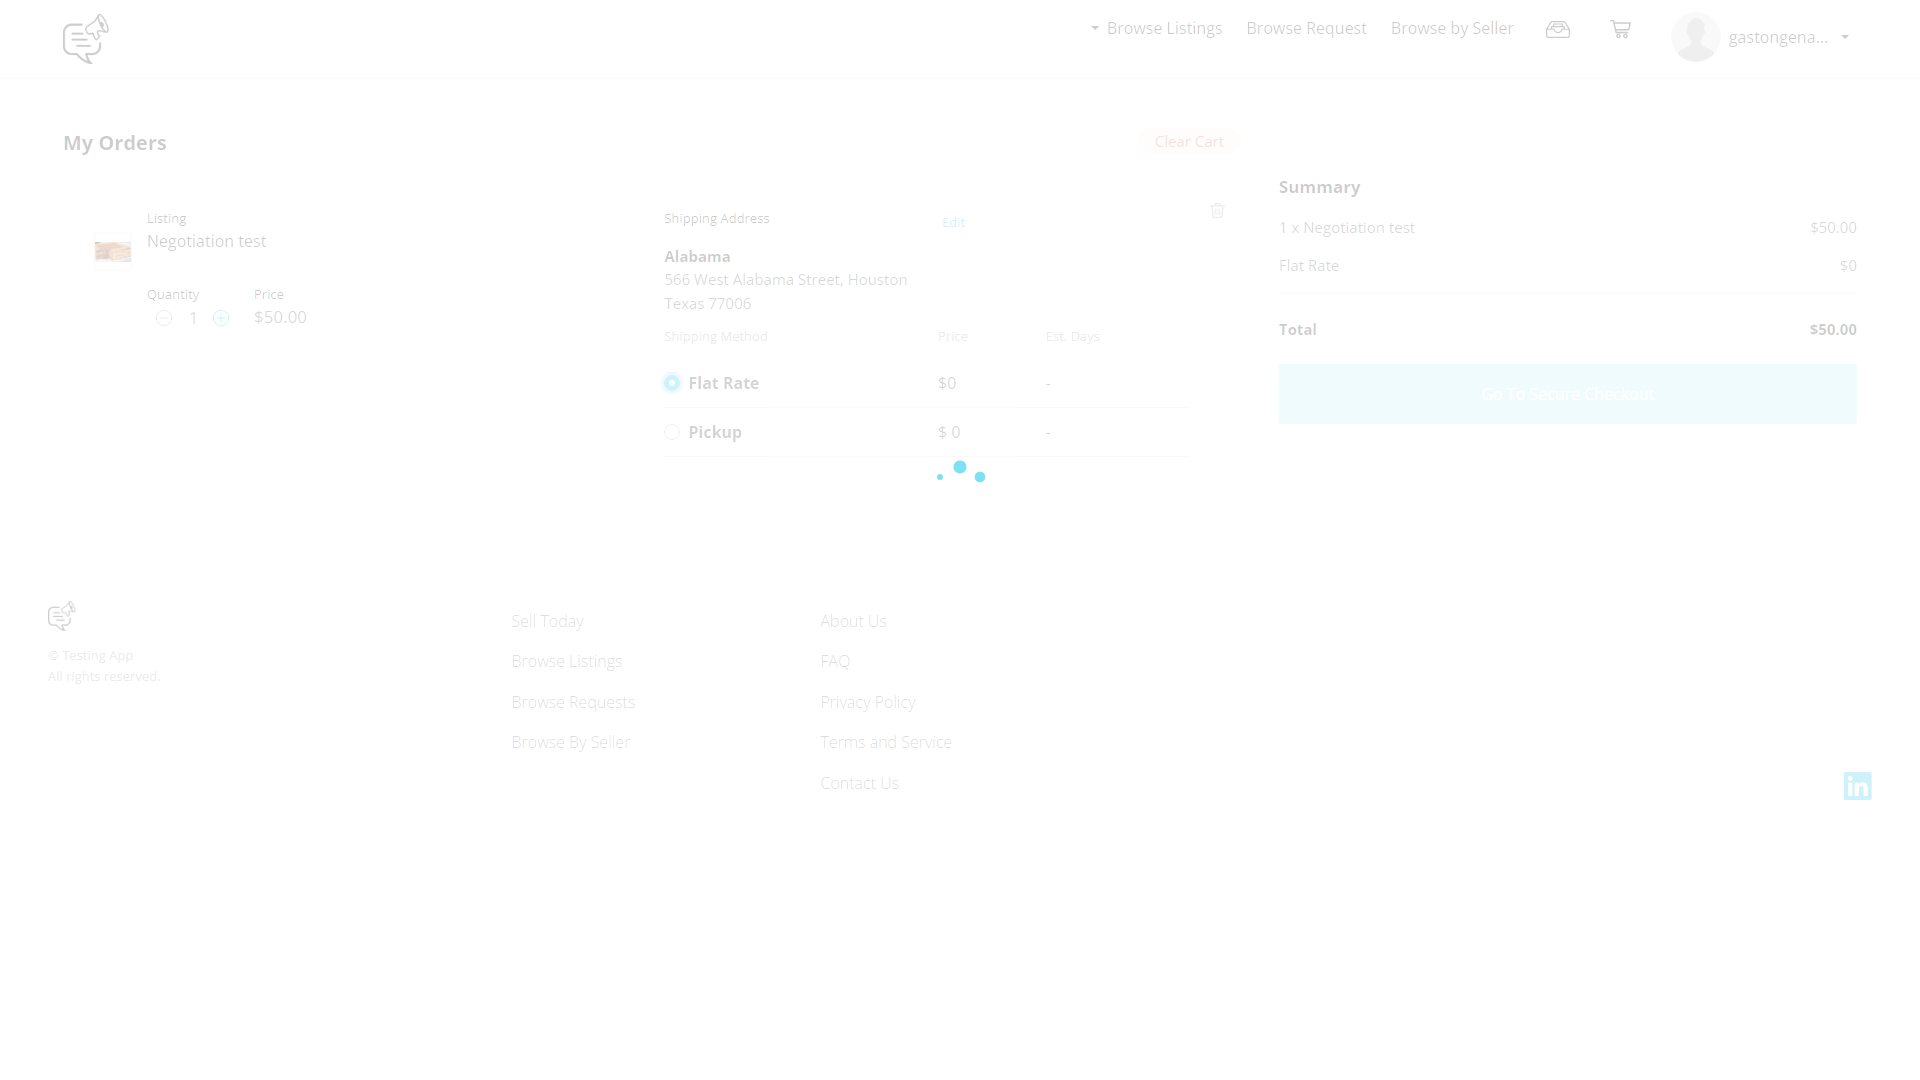 Browse Listings
Browse Request
Browse by Seller
gastongena...
My Orders
Clear Cart
Listing
Negotiation test
Quantity
Price
1
$50.00
Shipping Address
Edit
Alabama
566 West Alabama Street, Houston
Texas 77006
Shipping Method
Price
Est. Days
Flat Rate
$0
-
Pickup
$ 0
-
Summary
1 x Negotiation test
$50.00
Flat Rate
$0
Total
$50.00
Go To Secure Checkout
© Testing App
All rights reserved.
Sell Today
Browse Listings
Browse Requests
Browse By Seller
About Us
FAQ
Privacy Policy
Terms and Service
Contact Us
in